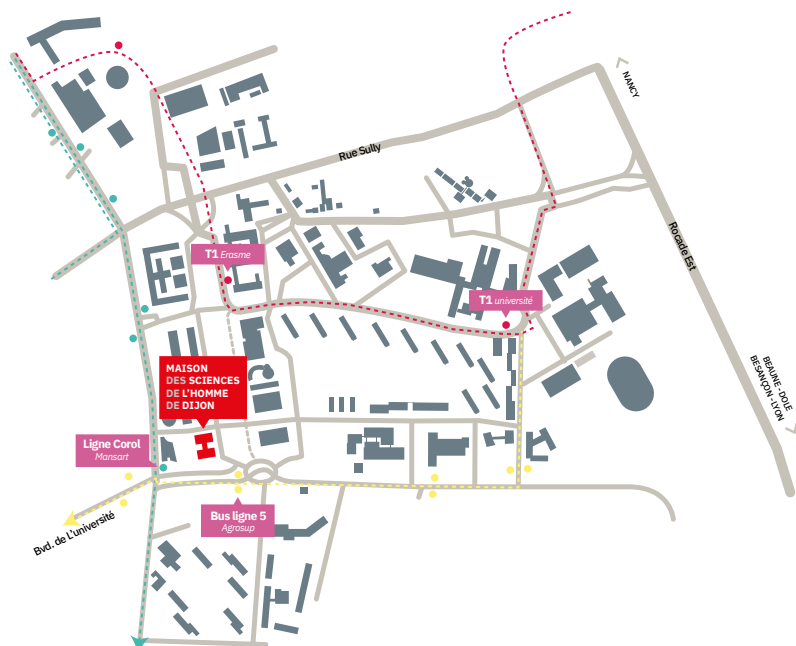 NANCY
Rue Sully
Rocade Est
T1 Erasme
T1 université
BEAUNE - DOLE
BESANÇON - LYON
MAISON
DES SCIENCES
DE L'HOMME
DE DIJON
Ligne Corol
Mansart
Bus ligne 5
Agrosup
Bvd. de L'université